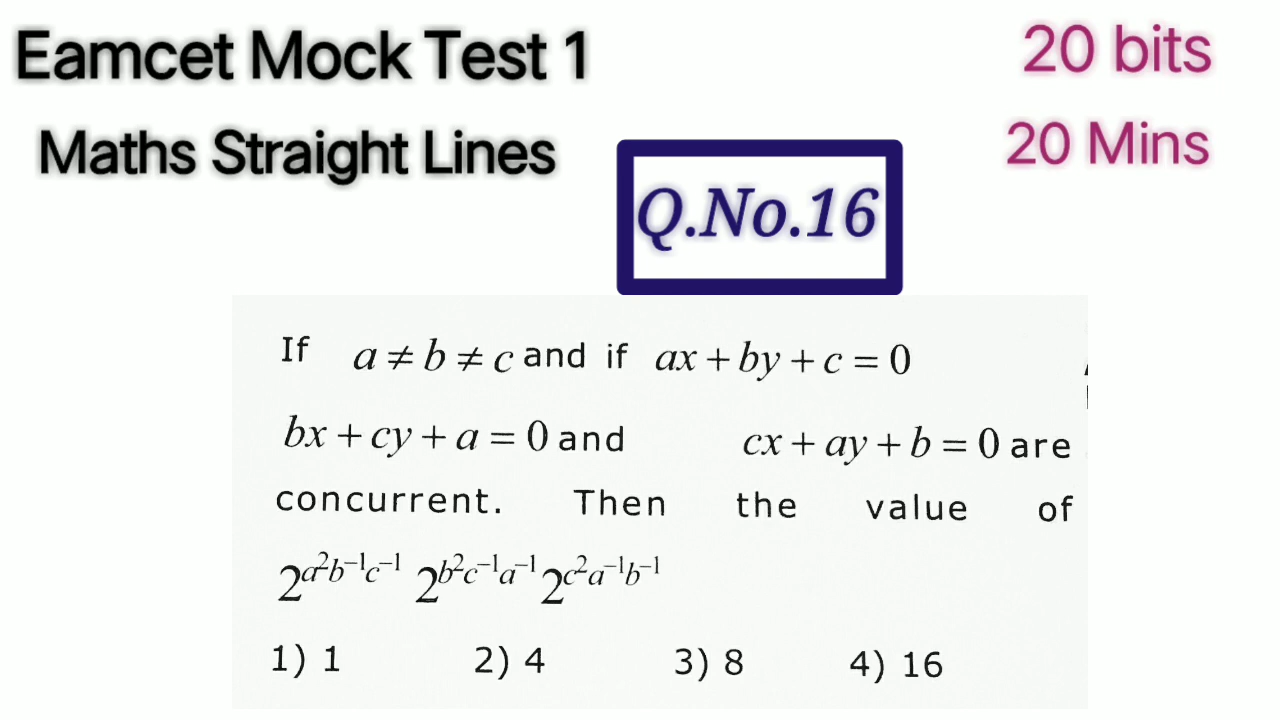 Eamcet Mock Test 1
20 bits
Maths Straight Lines
20 Mins
Q.No.16
If a ≠ b ≠ c and if ax + by + c = 0
bx + cy + a = 0 and cx + ay + b = 0 are
concurrent. Then the value of
2^{a²b⁻¹c⁻¹} 2^{b²c⁻¹a⁻¹} 2^{c²a⁻¹b⁻¹}
1) 1 2) 4 3) 8 4) 16